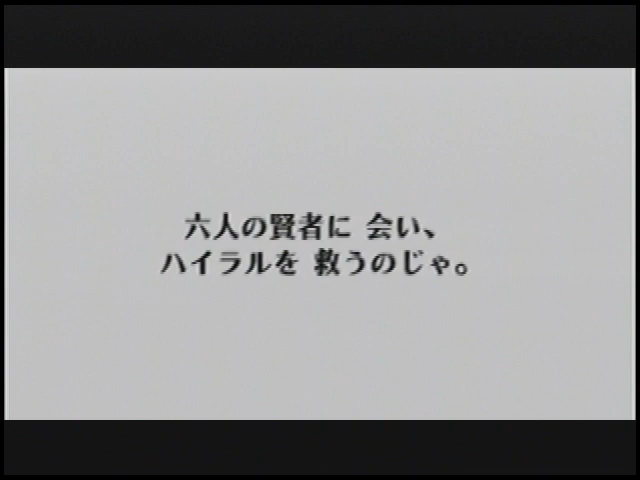 六人の賢者に 会い、
ハイラルを 救うのじゃ。